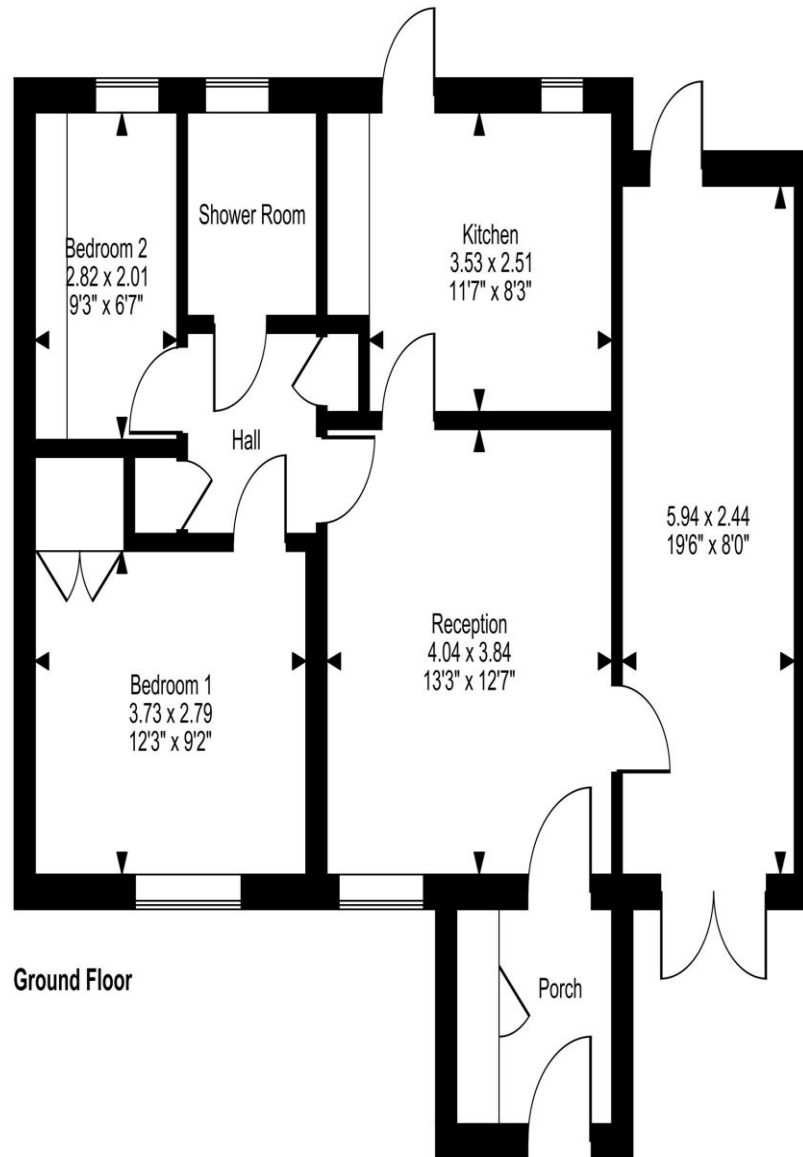 Shower Room
Bedroom 2
2.82 x 2.01
9'3" x 6'7"
Kitchen
3.53 x 2.51
11'7" x 8'3"
Hall
5.94 x 2.44
19'6" x 8'0"
Reception
4.04 x 3.84
13'3" x 12'7"
Bedroom 1
3.73 x 2.79
12'3" x 9'2"
Ground Floor
Porch